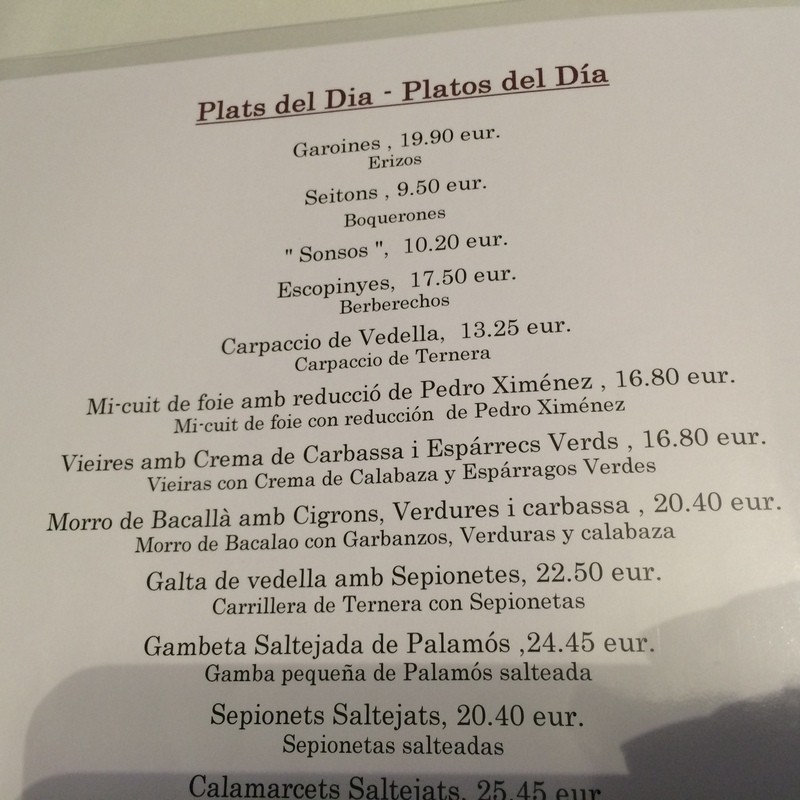 Plats del Dia - Platos del Día
Garoines , 19.90 eur.
Erizos
Seitons , 9.50 eur.
Boquerones
" Sonsos ", 10.20 eur.
Escopinyes, 17.50 eur.
Berberechos
Carpaccio de Vedella, 13.25 eur.
Carpaccio de Ternera
Mi-cuit de foie amb reducció de Pedro Ximénez , 16.80 eur.
Mi-cuit de foie con reducción de Pedro Ximénez
Vieires amb Crema de Carbassa i Espárrecs Verds , 16.80 eur.
Vieiras con Crema de Calabaza y Espárragos Verdes
Morro de Bacallà amb Cigrons, Verdures i carbassa , 20.40 eur.
Morro de Bacalao con Garbanzos, Verduras y calabaza
Galta de vedella amb Sepionetes, 22.50 eur.
Carrillera de Ternera con Sepionetas
Gambeta Saltejada de Palamós ,24.45 eur.
Gamba pequeña de Palamós salteada
Sepionets Saltejats, 20.40 eur.
Sepionetas salteadas
Calamarcets Saltejats, 25.45 eur